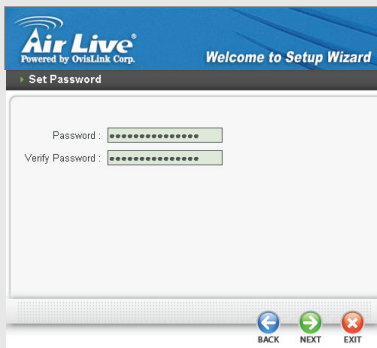 Air Live®
Powered by OvisLink Corp.
Welcome to Setup Wizard
Set Password
Password :
Verify Password :
BACK NEXT EXIT